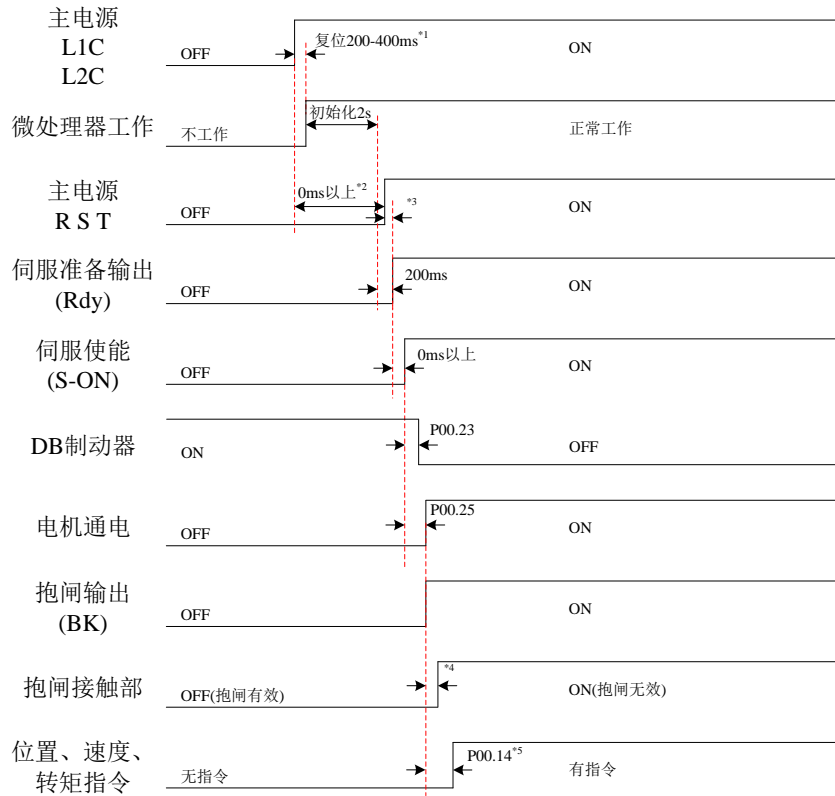 主电源
L1C
L2C
OFF
复位200-400ms*1
ON
微处理器工作
不工作
初始化2s
正常工作
主电源
R S T
OFF
0ms以上*2
*3
ON
伺服准备输出
(Rdy)
OFF
200ms
ON
伺服使能
(S-ON)
OFF
0ms以上
ON
DB制动器
ON
P00.23
OFF
电机通电
OFF
P00.25
ON
抱闸输出
(BK)
OFF
ON
抱闸接触部
OFF(抱闸有效)
*4
ON(抱闸无效)
位置、速度、
转矩指令
无指令
P00.14*5
有指令